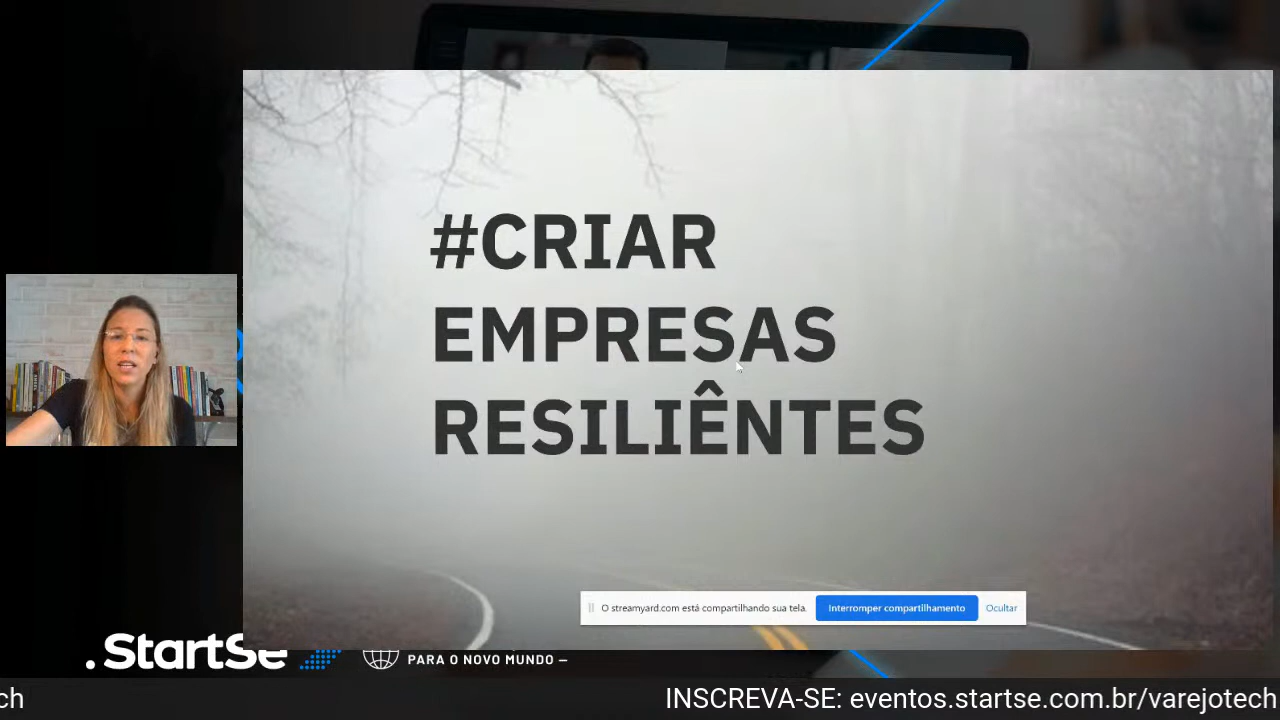 #CRIAR
EMPRESAS
RESILIÊNTES
O streamyard.com está compartilhando sua tela.
Interromper compartilhamento
Ocultar
.StartSe
PARA O NOVO MUNDO –
ch
INSCREVA-SE: eventos.startse.com.br/varejotech